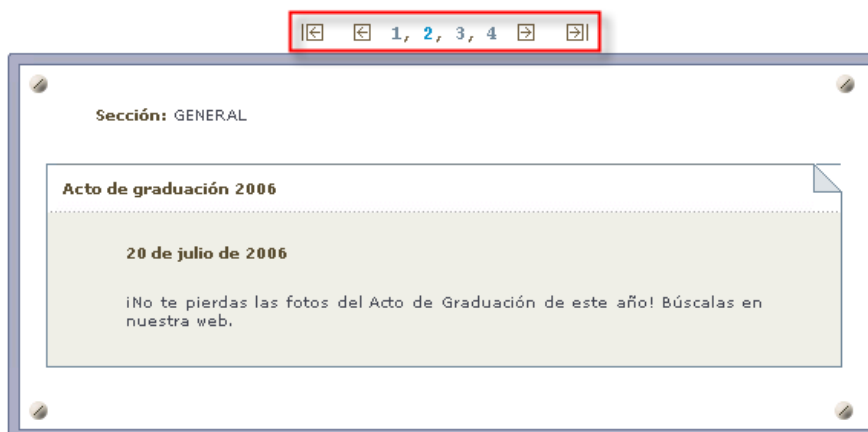 1, 2, 3, 4
Sección: GENERAL
Acto de graduación 2006
20 de julio de 2006
¡No te pierdas las fotos del Acto de Graduación de este año! Búscalas en
nuestra web.